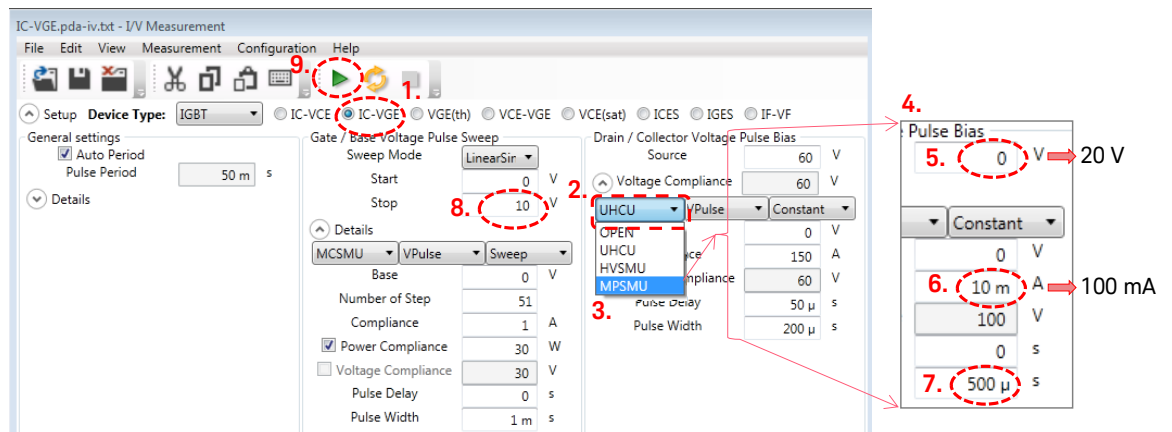 IC-VGE.pda-iv.txt - I/V Measurement
File Edit View Measurement Configuration Help
9.
1.
Setup Device Type: IGBT IC-VCE IC-VGE VGE(th) VCE-VGE VCE(sat) ICES IGES IF-VF
General settings
Auto Period
Pulse Period 50 m s
Details
Gate / Base Voltage Pulse Sweep
Sweep Mode LinearSir
Start 0 V
Stop 8. 10 V
Details
MCSMU VPulse Sweep
Base 0 V
Number of Step 51
Compliance 1 A
Power Compliance 30 W
Voltage Compliance 30 V
Pulse Delay 0 s
Pulse Width 1 m s
Drain / Collector Voltage Pulse Bias
Source 60 V
Voltage Compliance 60 V
2.
UHCU VPulse Constant
OPEN 0 V
UHCU 150 A
HVSMU mpliance 60 V
MPSMU
3.
Pulse Delay 50 µ s
Pulse Width 200 µ s
4.
Pulse Bias
5. 0 V 20 V
Constant
0 V
6. 10 m A 100 mA
100 V
0 s
7. 500 µ s